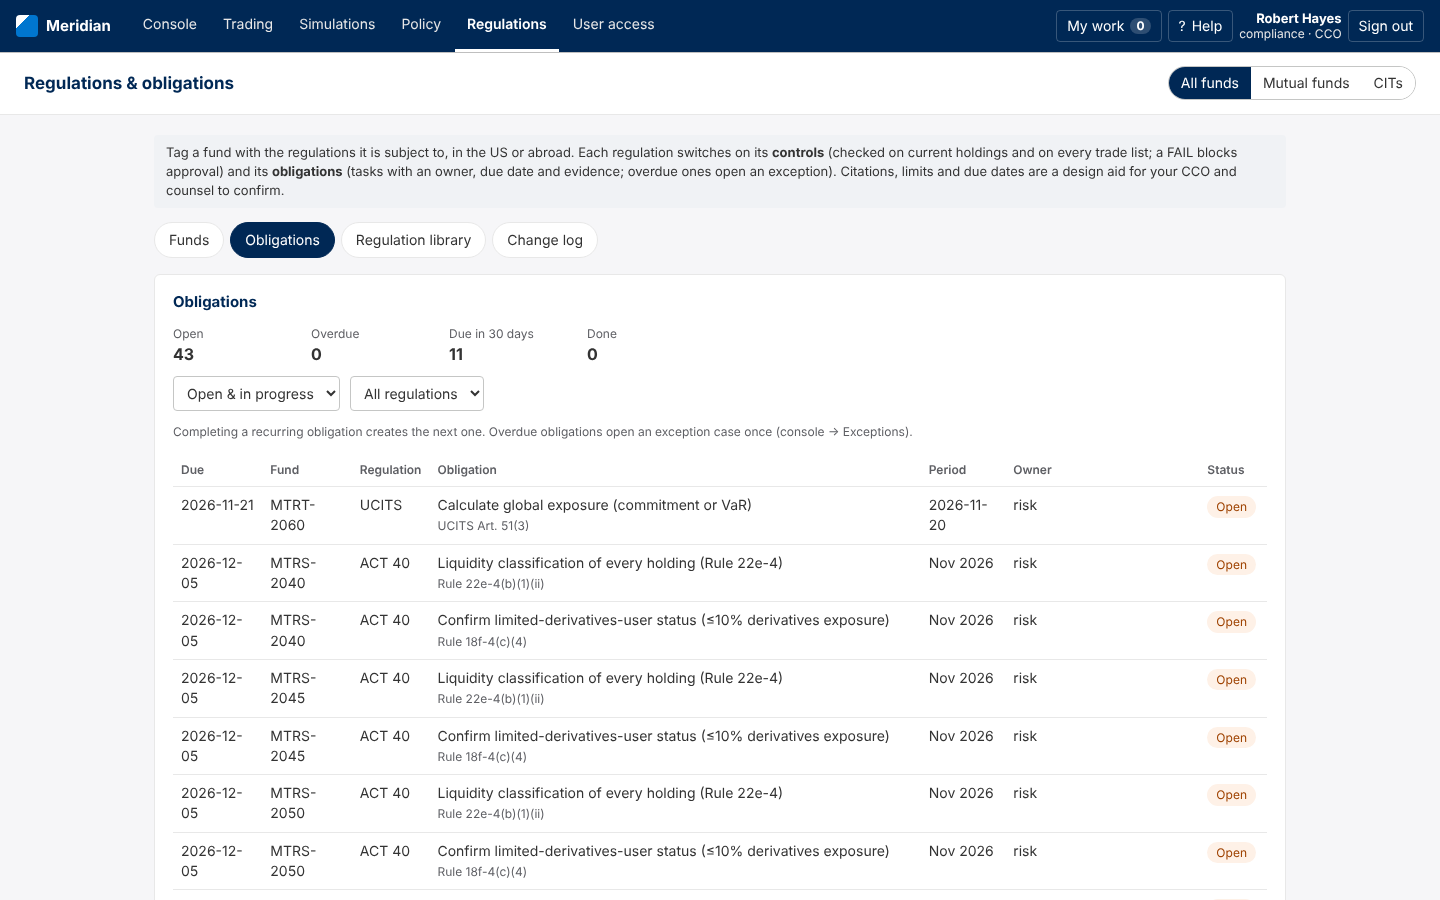 Meridian Console Trading Simulations Policy Regulations User access My work 0 ? Help Robert Hayes compliance · CCO Sign out
Regulations & obligations All funds Mutual funds CITs
Tag a fund with the regulations it is subject to, in the US or abroad. Each regulation switches on its controls (checked on current holdings and on every trade list; a FAIL blocks
approval) and its obligations (tasks with an owner, due date and evidence; overdue ones open an exception). Citations, limits and due dates are a design aid for your CCO and
counsel to confirm.
Funds Obligations Regulation library Change log
Obligations
Open Overdue Due in 30 days Done
43 0 11 0
Open & in progress All regulations
Completing a recurring obligation creates the next one. Overdue obligations open an exception case once (console → Exceptions).
Due Fund Regulation Obligation Period Owner Status
2026-11-21 MTRT- UCITS Calculate global exposure (commitment or VaR) 2026-11- risk Open
2060 UCITS Art. 51(3) 20
2026-12- MTRS- ACT 40 Liquidity classification of every holding (Rule 22e-4) Nov 2026 risk Open
05 2040 Rule 22e-4(b)(1)(ii)
2026-12- MTRS- ACT 40 Confirm limited-derivatives-user status (≤10% derivatives exposure) Nov 2026 risk Open
05 2040 Rule 18f-4(c)(4)
2026-12- MTRS- ACT 40 Liquidity classification of every holding (Rule 22e-4) Nov 2026 risk Open
05 2045 Rule 22e-4(b)(1)(ii)
2026-12- MTRS- ACT 40 Confirm limited-derivatives-user status (≤10% derivatives exposure) Nov 2026 risk Open
05 2045 Rule 18f-4(c)(4)
2026-12- MTRS- ACT 40 Liquidity classification of every holding (Rule 22e-4) Nov 2026 risk Open
05 2050 Rule 22e-4(b)(1)(ii)
2026-12- MTRS- ACT 40 Confirm limited-derivatives-user status (≤10% derivatives exposure) Nov 2026 risk Open
05 2050 Rule 18f-4(c)(4)